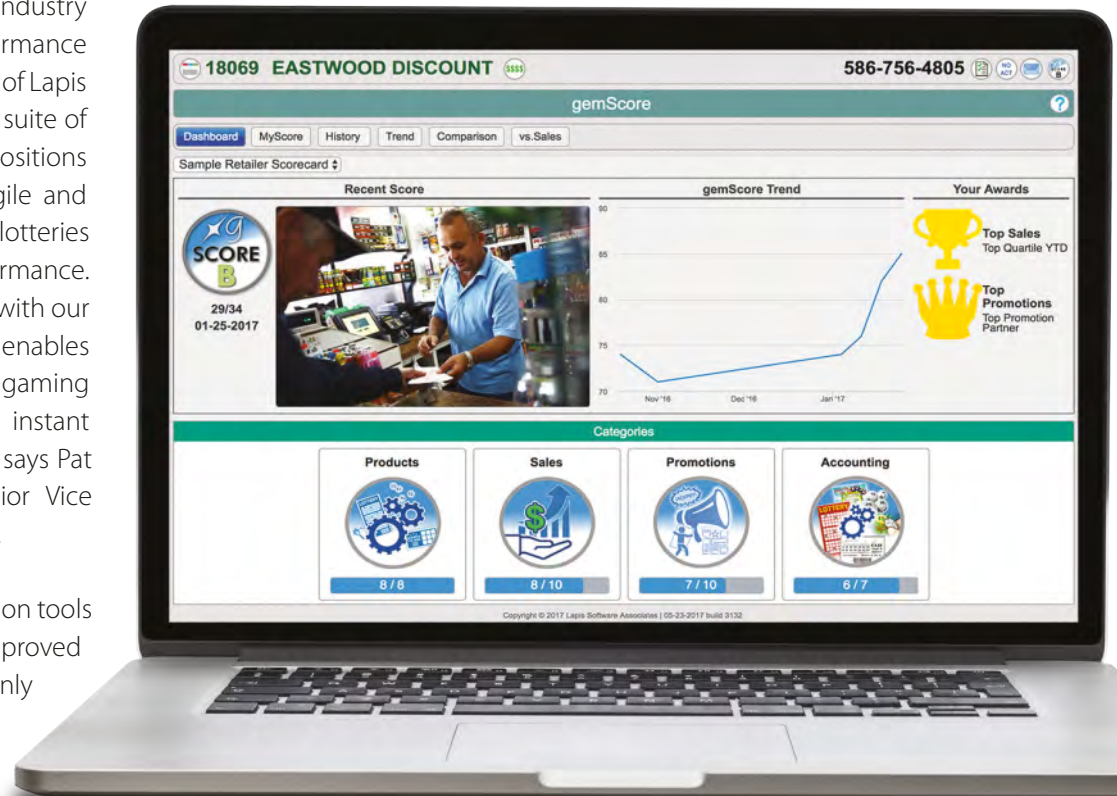 ndustry
rmance
of Lapis
suite of
ositions
gile and
lotteries
rmance.
with our
enables
gaming
instant
says Pat
ior Vice
on tools
proved
nly
18069 EASTWOOD DISCOUNT $$$$
586-756-4805 NO ACT SCORE B
gemScore ?
Dashboard MyScore History Trend Comparison vs.Sales
Sample Retailer Scorecard
Recent Score
g
SCORE
B
29/34
01-25-2017
gemScore Trend
90
85
80
75
70
Nov '16 Dec '16 Jan '17
Your Awards
Top Sales
Top Quartile YTD
Top
Promotions
Top Promotion
Partner
Categories
Products Sales Promotions Accounting
LOTTERY
8 / 8 8 / 10 7 / 10 6 / 7
Copyright © 2017 Lapis Software Associates | 05-23-2017 build 3132